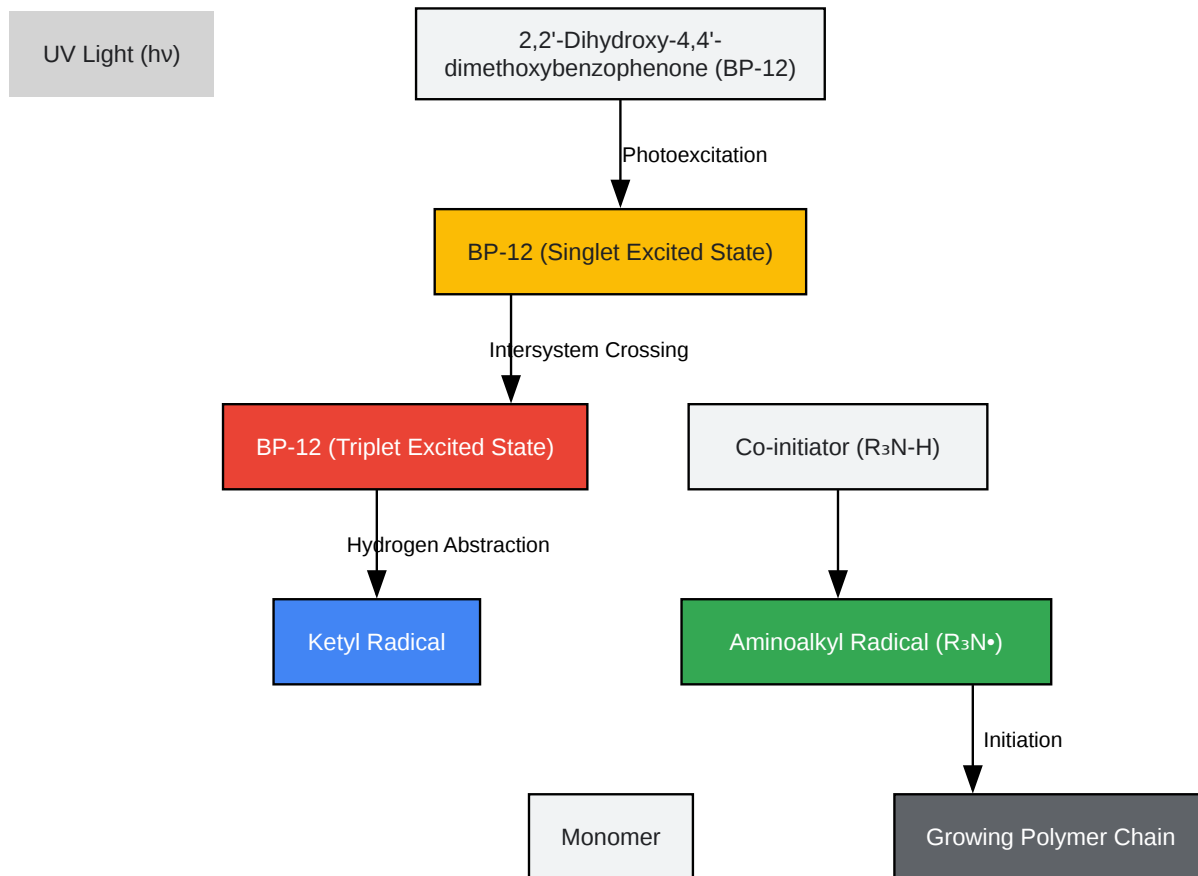 UV Light (hν)
2,2'-Dihydroxy-4,4'-
dimethoxybenzophenone (BP-12)
Photoexcitation
BP-12 (Singlet Excited State)
Intersystem Crossing
BP-12 (Triplet Excited State)
Co-initiator (R₃N-H)
Hydrogen Abstraction
Ketyl Radical
Aminoalkyl Radical (R₃N•)
Initiation
Monomer
Growing Polymer Chain